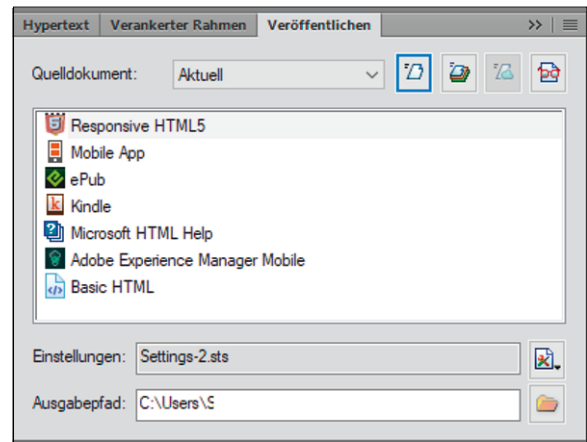 Hypertext Verankerter Rahmen Veröffentlichen
Quelldokument: Aktuell
Responsive HTML5
Mobile App
ePub
Kindle
Microsoft HTML Help
Adobe Experience Manager Mobile
Basic HTML
Einstellungen: Settings-2.sts
Ausgabepfad: C:\Users\S